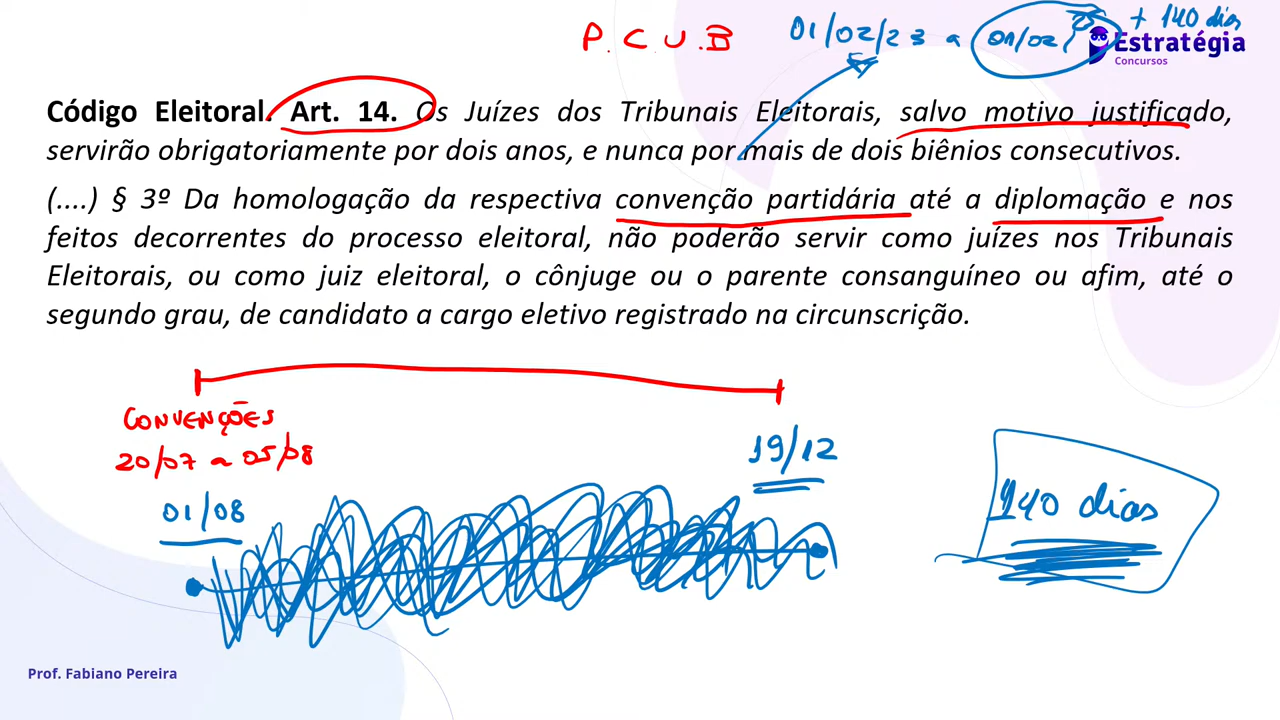 P.C.U.B 01/02/23 a 01/02/25 + 140 dias
Estratégia
Concursos
Código Eleitoral. Art. 14. Os Juízes dos Tribunais Eleitorais, salvo motivo justificado,
servirão obrigatoriamente por dois anos, e nunca por mais de dois biênios consecutivos.
(....) § 3º Da homologação da respectiva convenção partidária até a diplomação e nos
feitos decorrentes do processo eleitoral, não poderão servir como juízes nos Tribunais
Eleitorais, ou como juiz eleitoral, o cônjuge ou o parente consanguíneo ou afim, até o
segundo grau, de candidato a cargo eletivo registrado na circunscrição.
CONVENÇÕES
20/07 a 05/08
19/12
01/08
140 dias
Prof. Fabiano Pereira